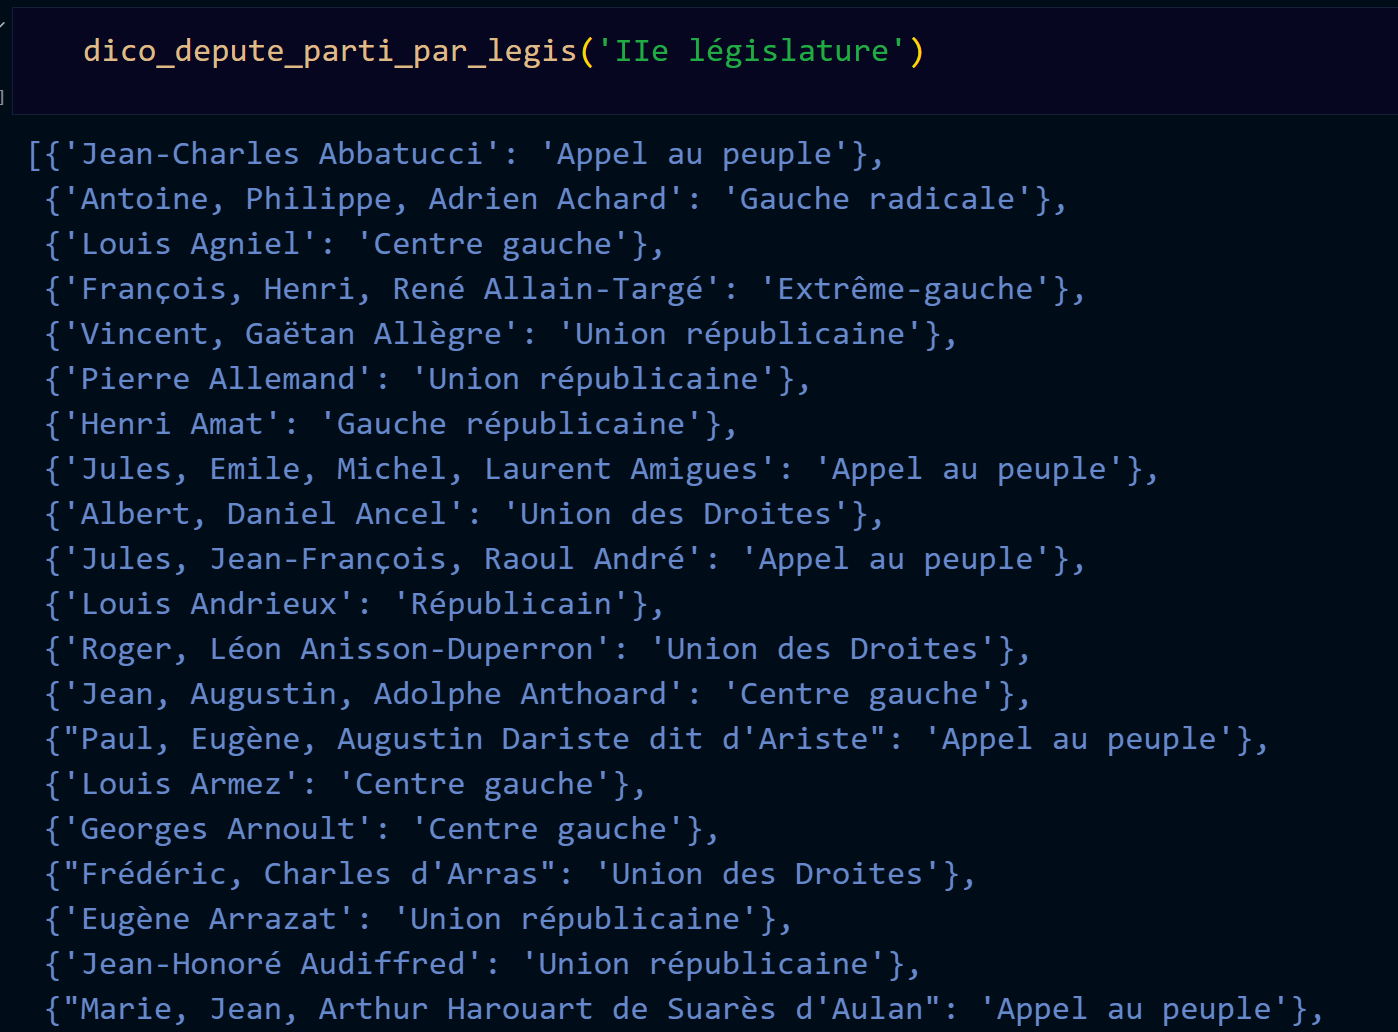 dico_depute_parti_par_legis('IIe législature')
]
[{'Jean-Charles Abbatucci': 'Appel au peuple'},
{'Antoine, Philippe, Adrien Achard': 'Gauche radicale'},
{'Louis Agniel': 'Centre gauche'},
{'François, Henri, René Allain-Targé': 'Extrême-gauche'},
{'Vincent, Gaëtan Allègre': 'Union républicaine'},
{'Pierre Allemand': 'Union républicaine'},
{'Henri Amat': 'Gauche républicaine'},
{'Jules, Emile, Michel, Laurent Amigues': 'Appel au peuple'},
{'Albert, Daniel Ancel': 'Union des Droites'},
{'Jules, Jean-François, Raoul André': 'Appel au peuple'},
{'Louis Andrieux': 'Républicain'},
{'Roger, Léon Anisson-Duperron': 'Union des Droites'},
{'Jean, Augustin, Adolphe Anthoard': 'Centre gauche'},
{"Paul, Eugène, Augustin Dariste dit d'Ariste": 'Appel au peuple'},
{'Louis Armez': 'Centre gauche'},
{'Georges Arnoult': 'Centre gauche'},
{"Frédéric, Charles d'Arras": 'Union des Droites'},
{'Eugène Arrazat': 'Union républicaine'},
{'Jean-Honoré Audiffred': 'Union républicaine'},
{"Marie, Jean, Arthur Harouart de Suarès d'Aulan": 'Appel au peuple'},